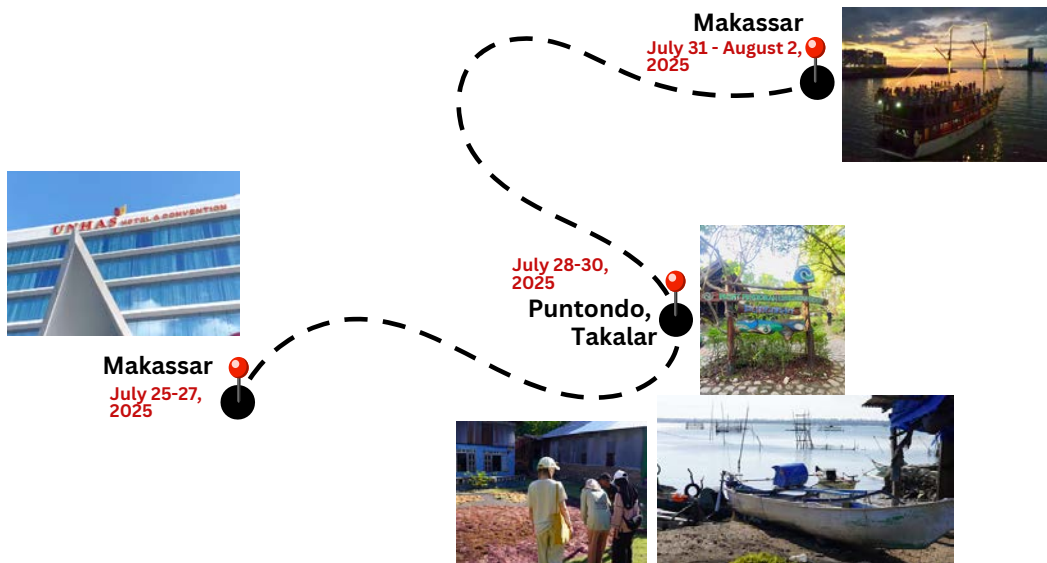 Makassar
July 31 - August 2,
2025
UNHAS HOTEL & CONVENTION
July 28-30,
2025
Puntondo,
Takalar
Makassar
July 25-27,
2025